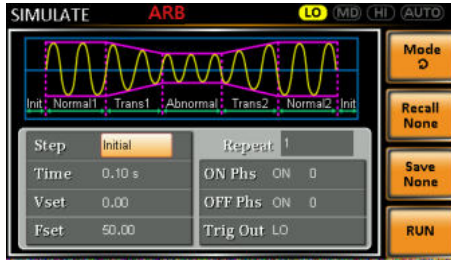 SIMULATE ARB LO MD HI AUTO
Mode
Init Normal1 Trans1 Abnormal Trans2 Normal2 Init
Recall
None
Step Initial Repeat 1
Time 0.10 s ON Phs ON 0
Save
None
Vset 0.00 OFF Phs ON 0
Fset 50.00 Trig Out LO
RUN